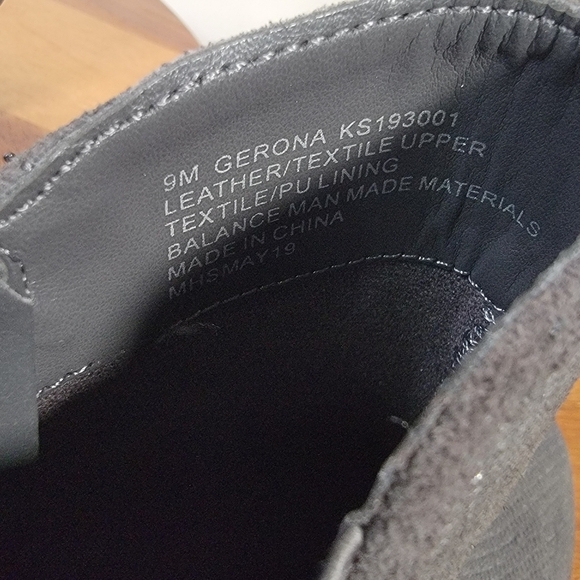 9M GERONA KS193001
LEATHER/TEXTILE UPPER
TEXTILE/PU LINING
BALANCE MAN MADE MATERIALS
MADE IN CHINA
MHSMAY19